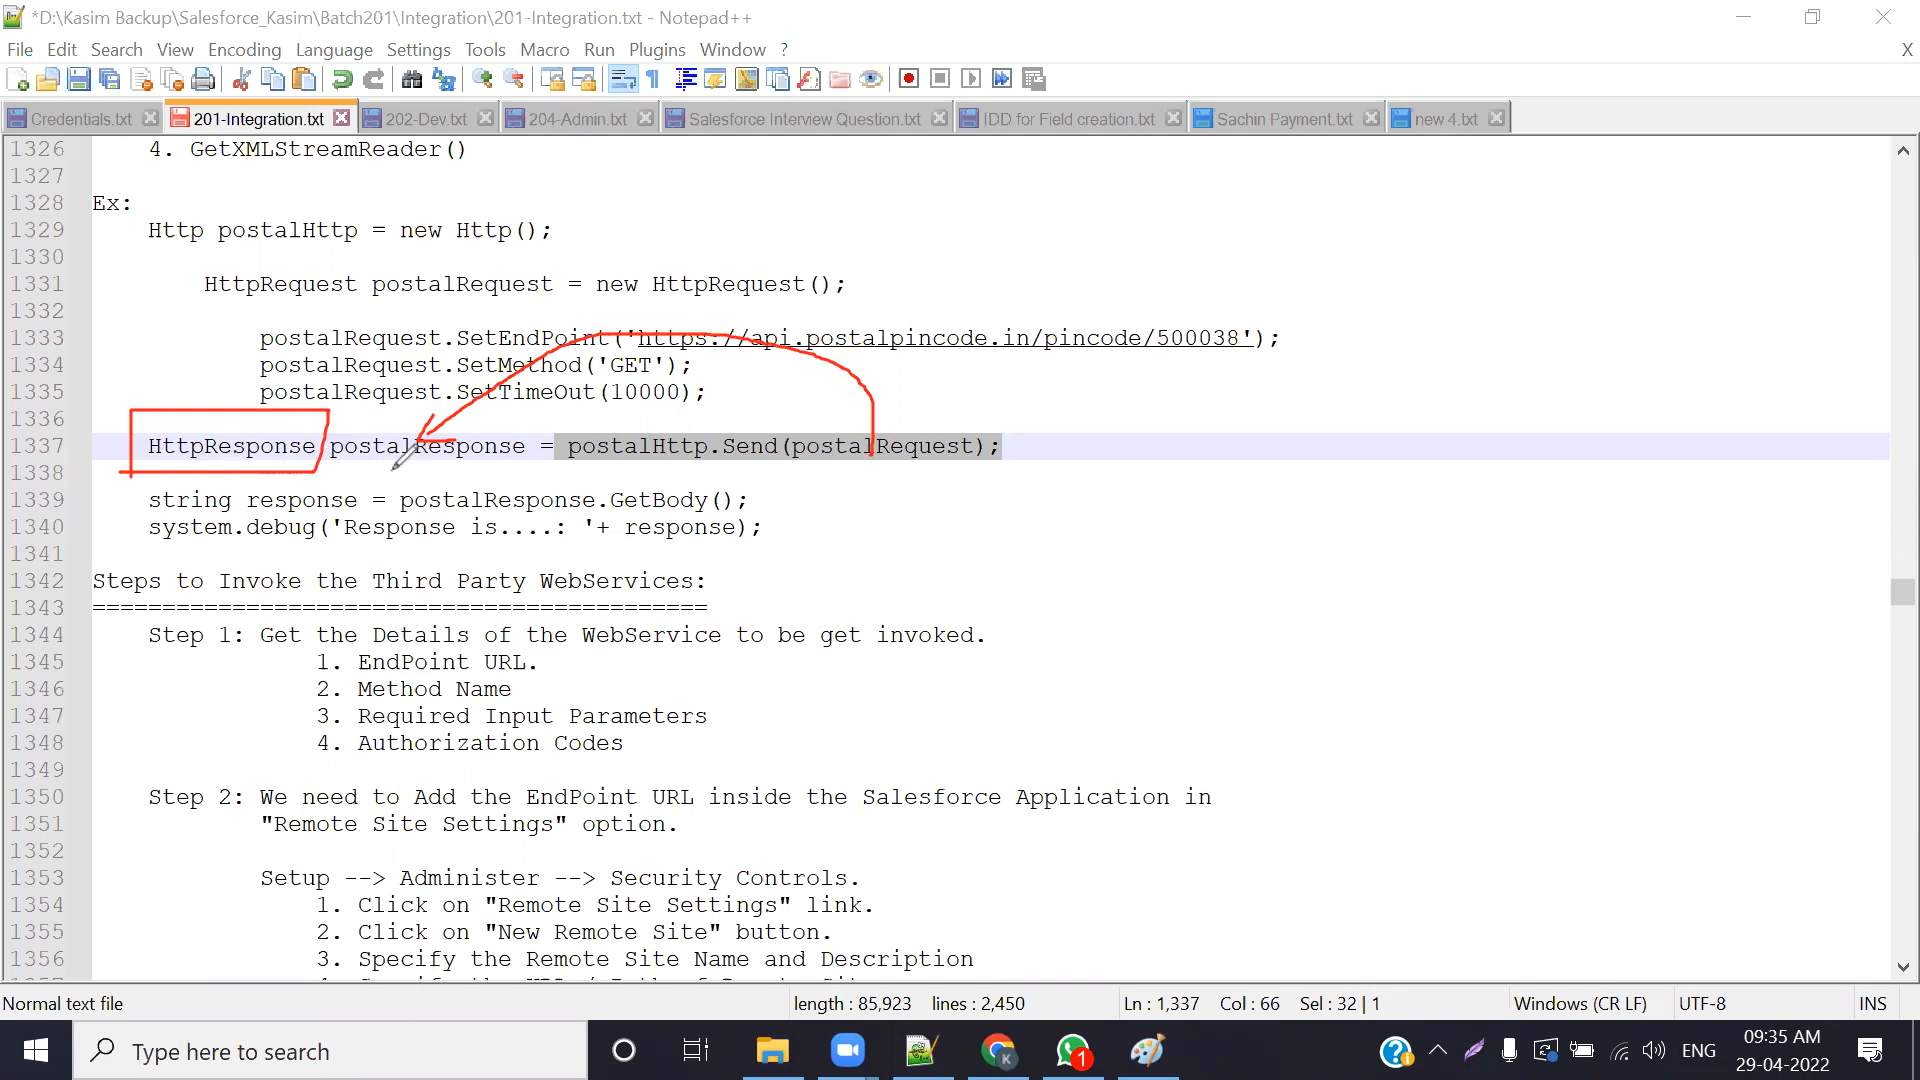 *D:\Kasim Backup\Salesforce_Kasim\Batch201\Integration\201-Integration.txt - Notepad++
File Edit Search View Encoding Language Settings Tools Macro Run Plugins Window ? X
Credentials.txt 201-Integration.txt 202-Dev.txt 204-Admin.txt Salesforce Interview Question.txt IDD for Field creation.txt Sachin Payment.txt new 4.txt
1326 4. GetXMLStreamReader()
1327
1328 Ex:
1329 Http postalHttp = new Http();
1330
1331 HttpRequest postalRequest = new HttpRequest();
1332
1333 postalRequest.SetEndPoint('https://api.postalpincode.in/pincode/500038');
1334 postalRequest.SetMethod('GET');
1335 postalRequest.SetTimeOut(10000);
1336
1337 HttpResponse postalResponse = postalHttp.Send(postalRequest);
1338
1339 string response = postalResponse.GetBody();
1340 system.debug('Response is....: '+ response);
1341
1342 Steps to Invoke the Third Party WebServices:
1343 ============================================
1344 Step 1: Get the Details of the WebService to be get invoked.
1345 1. EndPoint URL.
1346 2. Method Name
1347 3. Required Input Parameters
1348 4. Authorization Codes
1349
1350 Step 2: We need to Add the EndPoint URL inside the Salesforce Application in
1351 "Remote Site Settings" option.
1352
1353 Setup --> Administer --> Security Controls.
1354 1. Click on "Remote Site Settings" link.
1355 2. Click on "New Remote Site" button.
1356 3. Specify the Remote Site Name and Description
Normal text file length : 85,923 lines : 2,450 Ln : 1,337 Col : 66 Sel : 32 | 1 Windows (CR LF) UTF-8 INS
Type here to search K 1 ENG 09:35 AM
29-04-2022